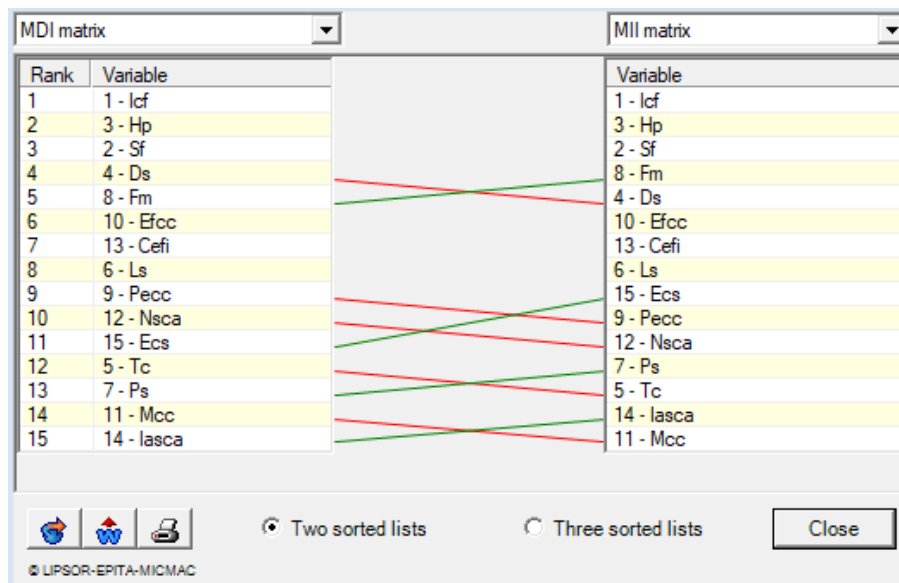 MDI matrix MII matrix
Rank Variable Variable
1 1 - Icf 1 - Icf
2 3 - Hp 3 - Hp
3 2 - Sf 2 - Sf
4 4 - Ds 8 - Fm
5 8 - Fm 4 - Ds
6 10 - Efcc 10 - Efcc
7 13 - Cefi 13 - Cefi
8 6 - Ls 6 - Ls
9 9 - Pecc 15 - Ecs
10 12 - Nsca 9 - Pecc
11 15 - Ecs 12 - Nsca
12 5 - Tc 7 - Ps
13 7 - Ps 5 - Tc
14 11 - Mcc 14 - Iasca
15 14 - Iasca 11 - Mcc
Two sorted lists Three sorted lists Close
© LIPSOR-EPITA-MICMAC